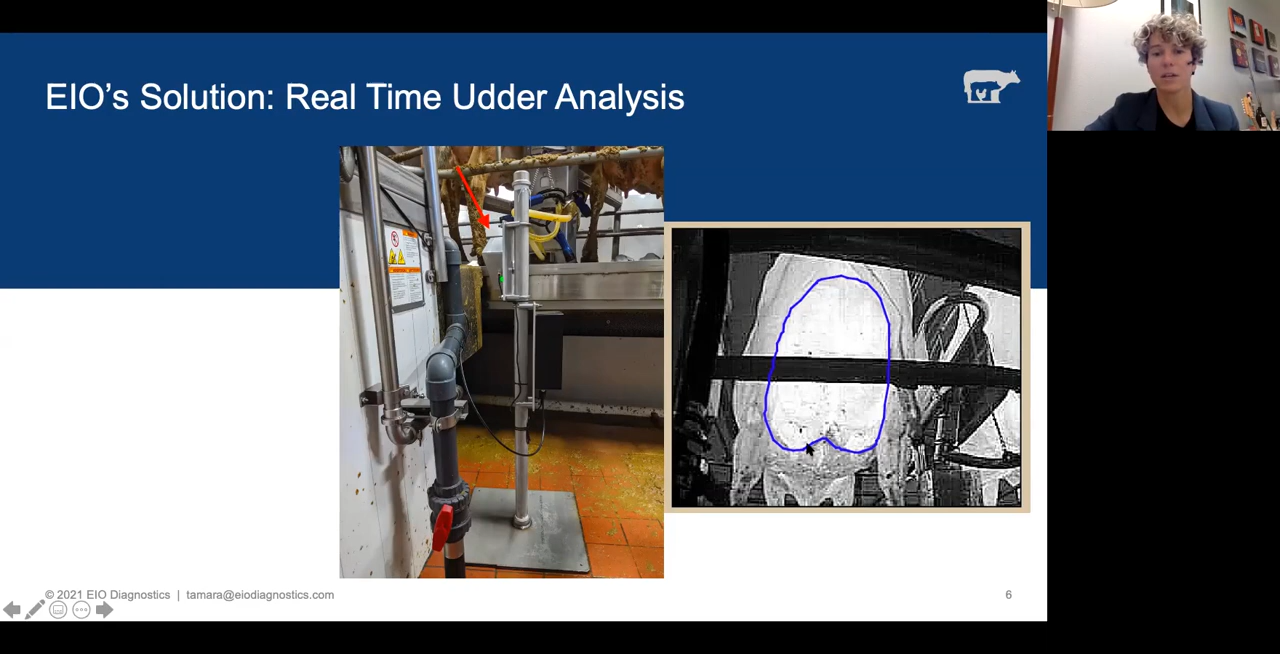 EIO's Solution: Real Time Udder Analysis
© 2021 EIO Diagnostics | tamara@eiodiagnostics.com
6